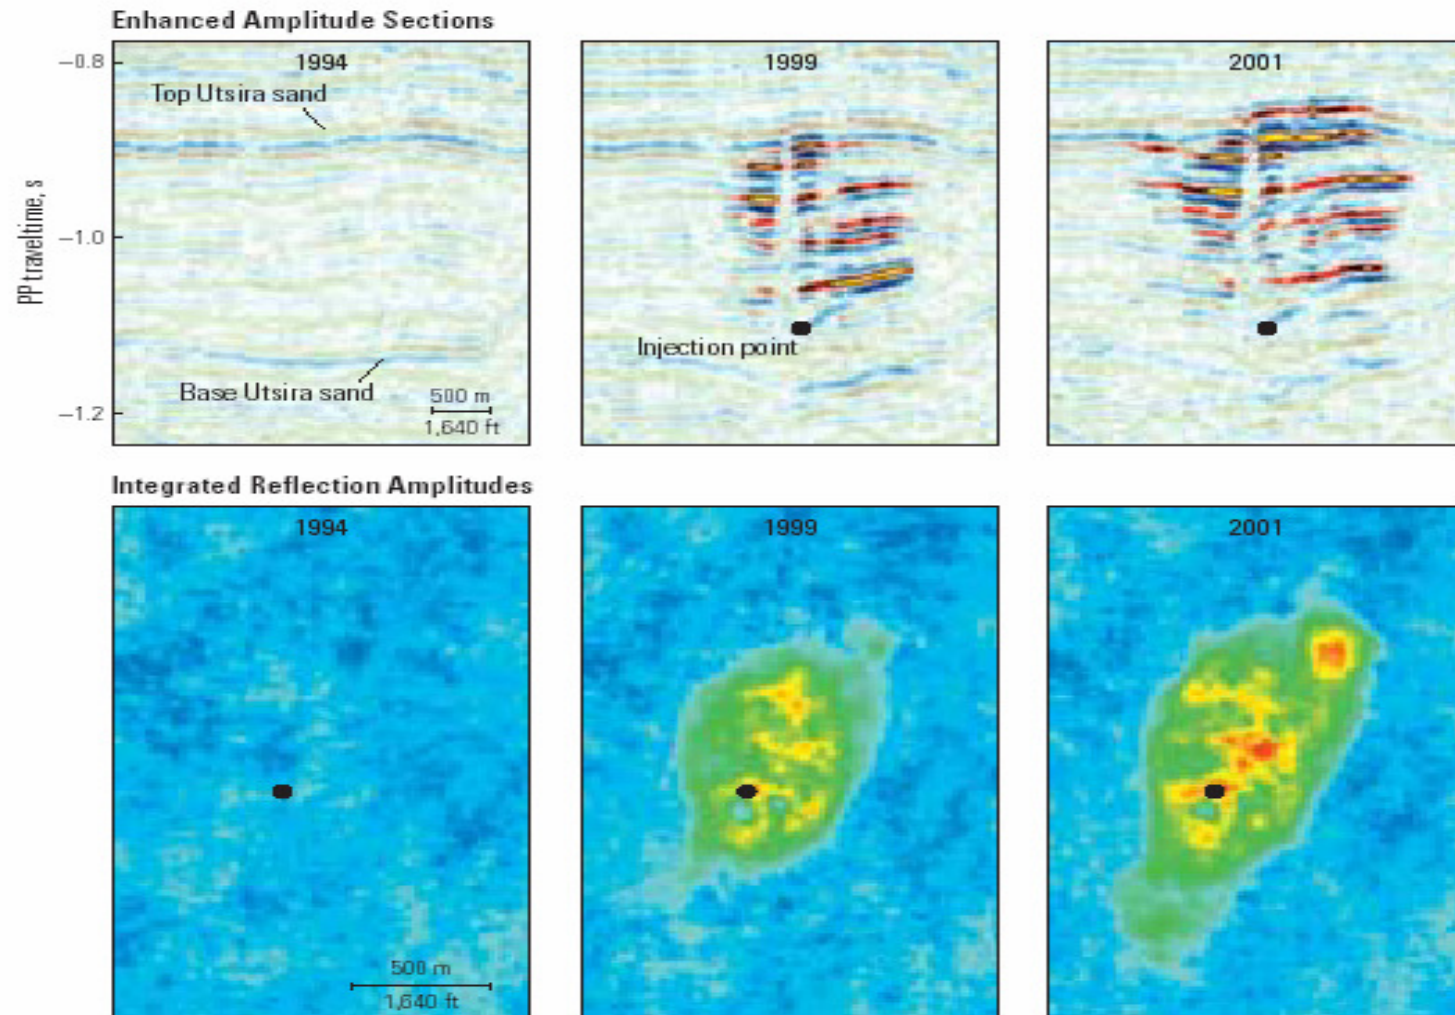 Enhanced Amplitude Sections
1994
1999
2001
−0.8
Top Utsira sand
PP traveltime, s
−1.0
Injection point
Base Utsira sand
500 m
1,640 ft
−1.2
Integrated Reflection Amplitudes
1994
1999
2001
500 m
1,640 ft